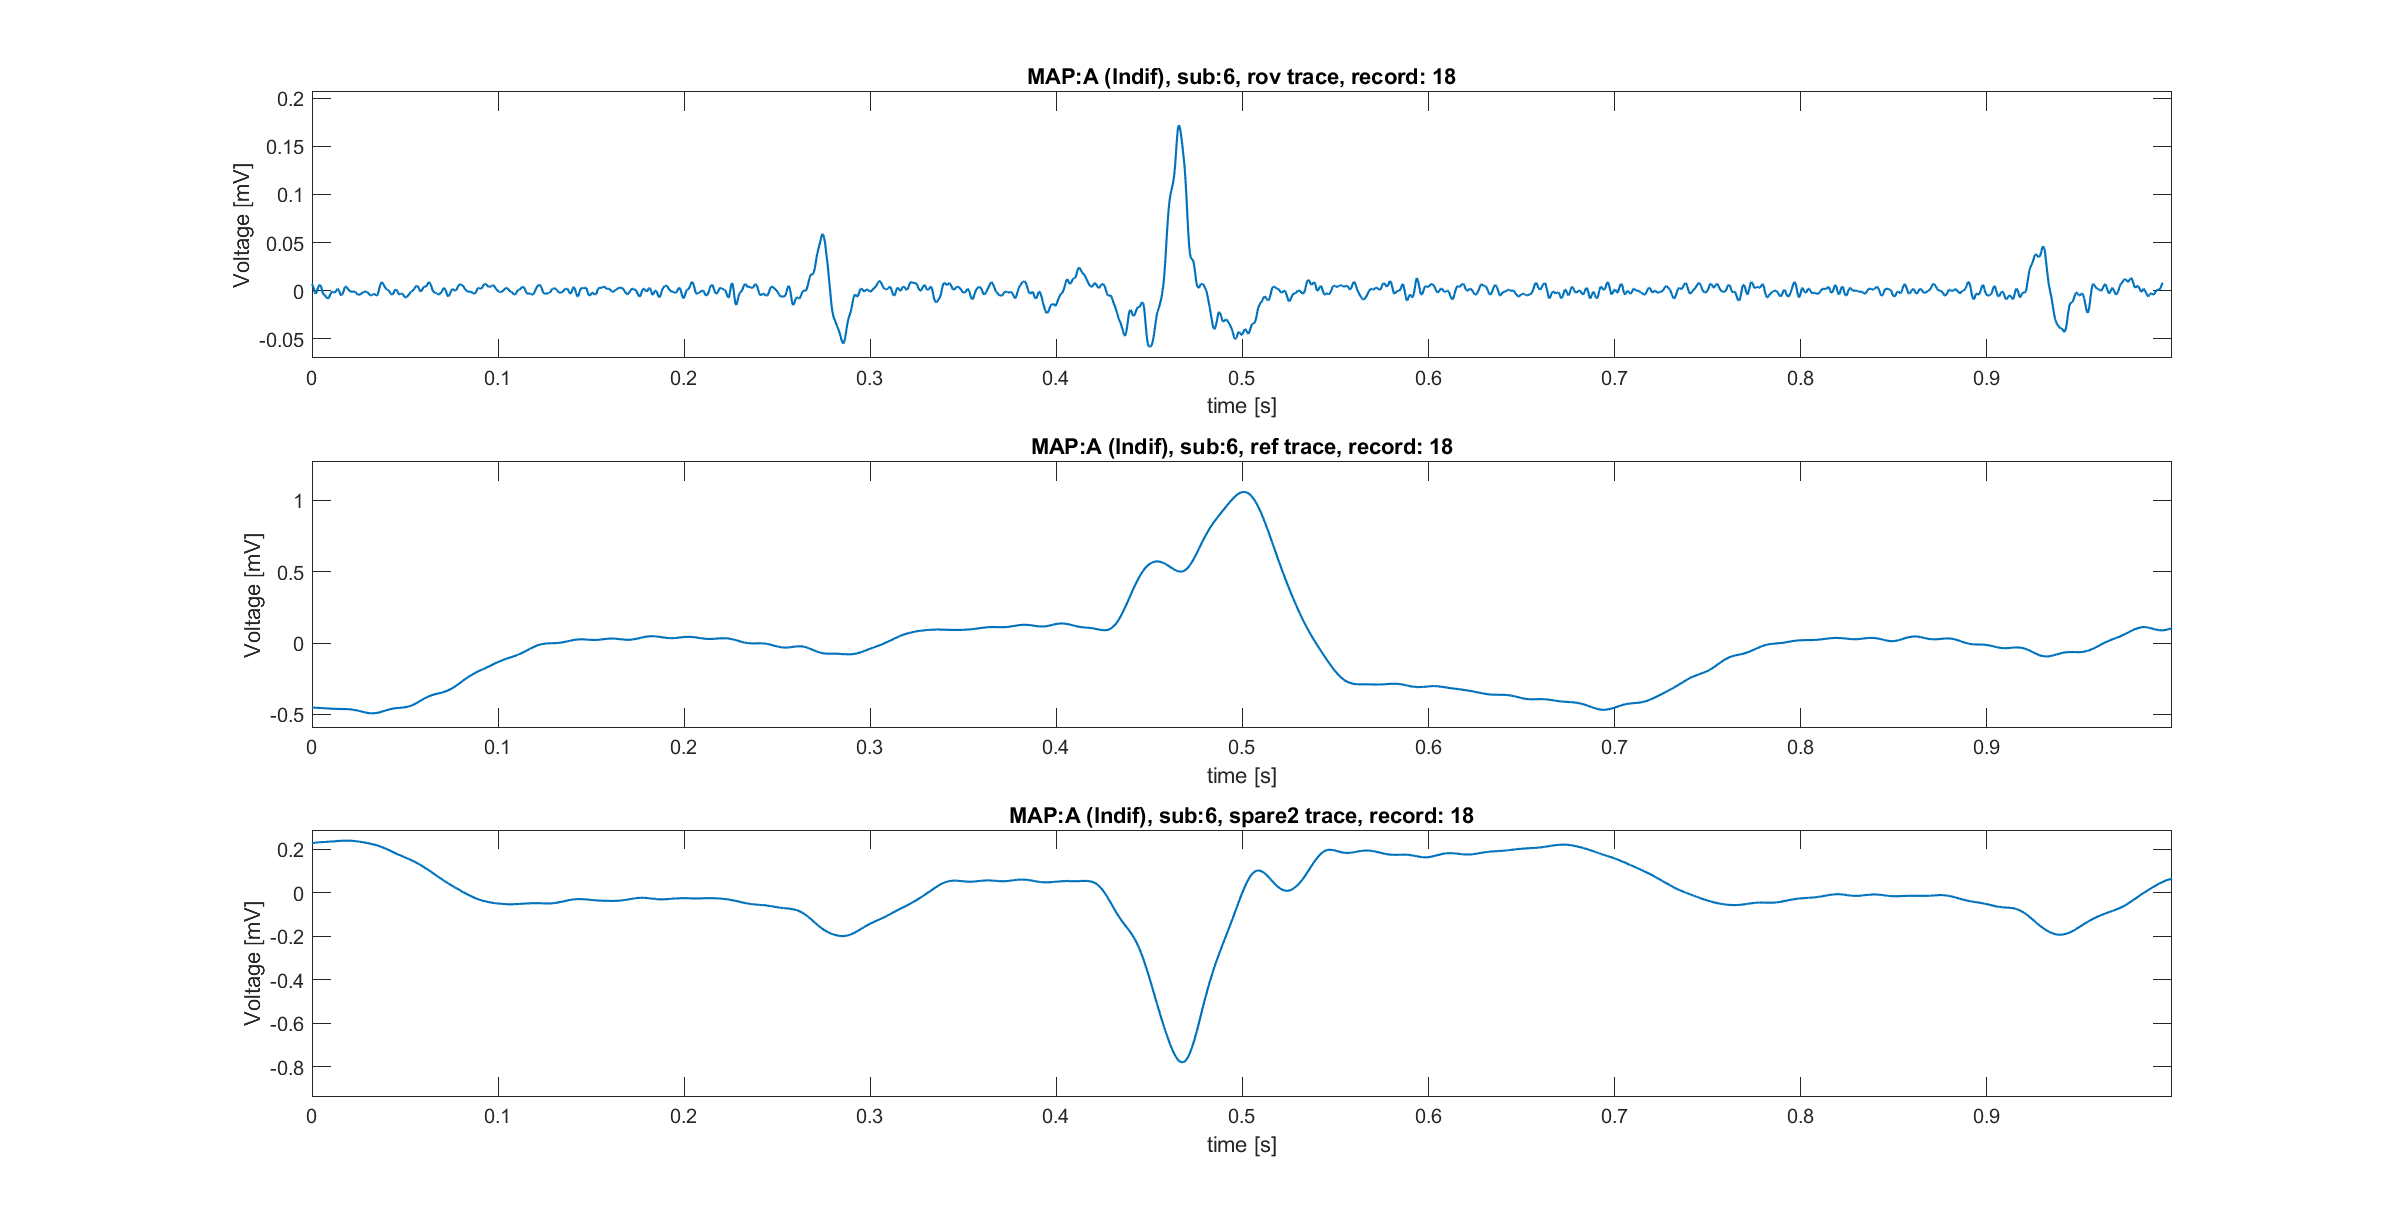 MAP:A (Indif), sub:6, rov trace, record: 18
0.2
0.15
0.1
0.05
0
-0.05
Voltage [mV]
0 0.1 0.2 0.3 0.4 0.5 0.6 0.7 0.8 0.9
time [s]
MAP:A (Indif), sub:6, ref trace, record: 18
1
0.5
0
-0.5
Voltage [mV]
0 0.1 0.2 0.3 0.4 0.5 0.6 0.7 0.8 0.9
time [s]
MAP:A (Indif), sub:6, spare2 trace, record: 18
0.2
0
-0.2
-0.4
-0.6
-0.8
Voltage [mV]
0 0.1 0.2 0.3 0.4 0.5 0.6 0.7 0.8 0.9
time [s]